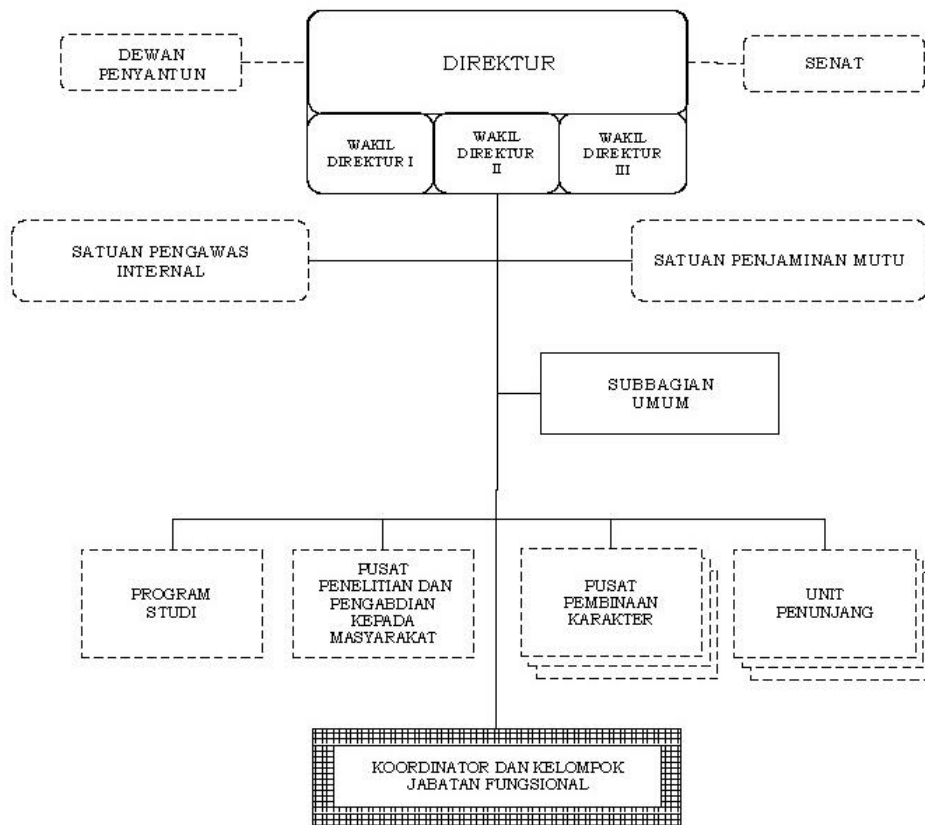 DEWAN
PENYANTUN
DIREKTUR
SENAT
WAKIL
DIREKTUR I
WAKIL
DIREKTUR
II
WAKIL
DIREKTUR
III
SATUAN PENGAWAS
INTERNAL
SATUAN PENJAMINAN MUTU
SUBBAGIAN
UMUM
PROGRAM
STUDI
PUSAT
PENELITIAN DAN
PENGABDIAN
KEPADA
MASYARAKAT
PUSAT
PEMBINAAN
KARAKTER
UNIT
PENUNJANG
KOORDINATOR DAN KELOMPOK
JABATAN FUNGSIONAL